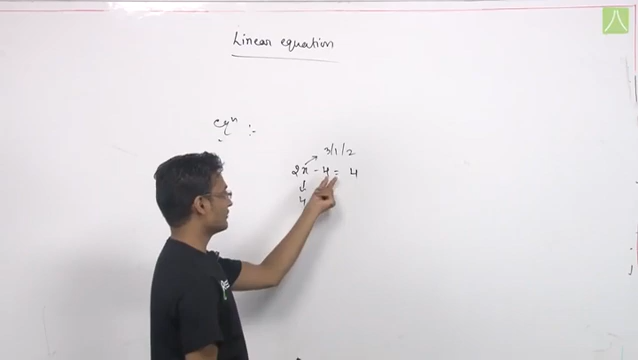 Linear equation
eqⁿ :-
3/1/2
2x - 4 = 4
4